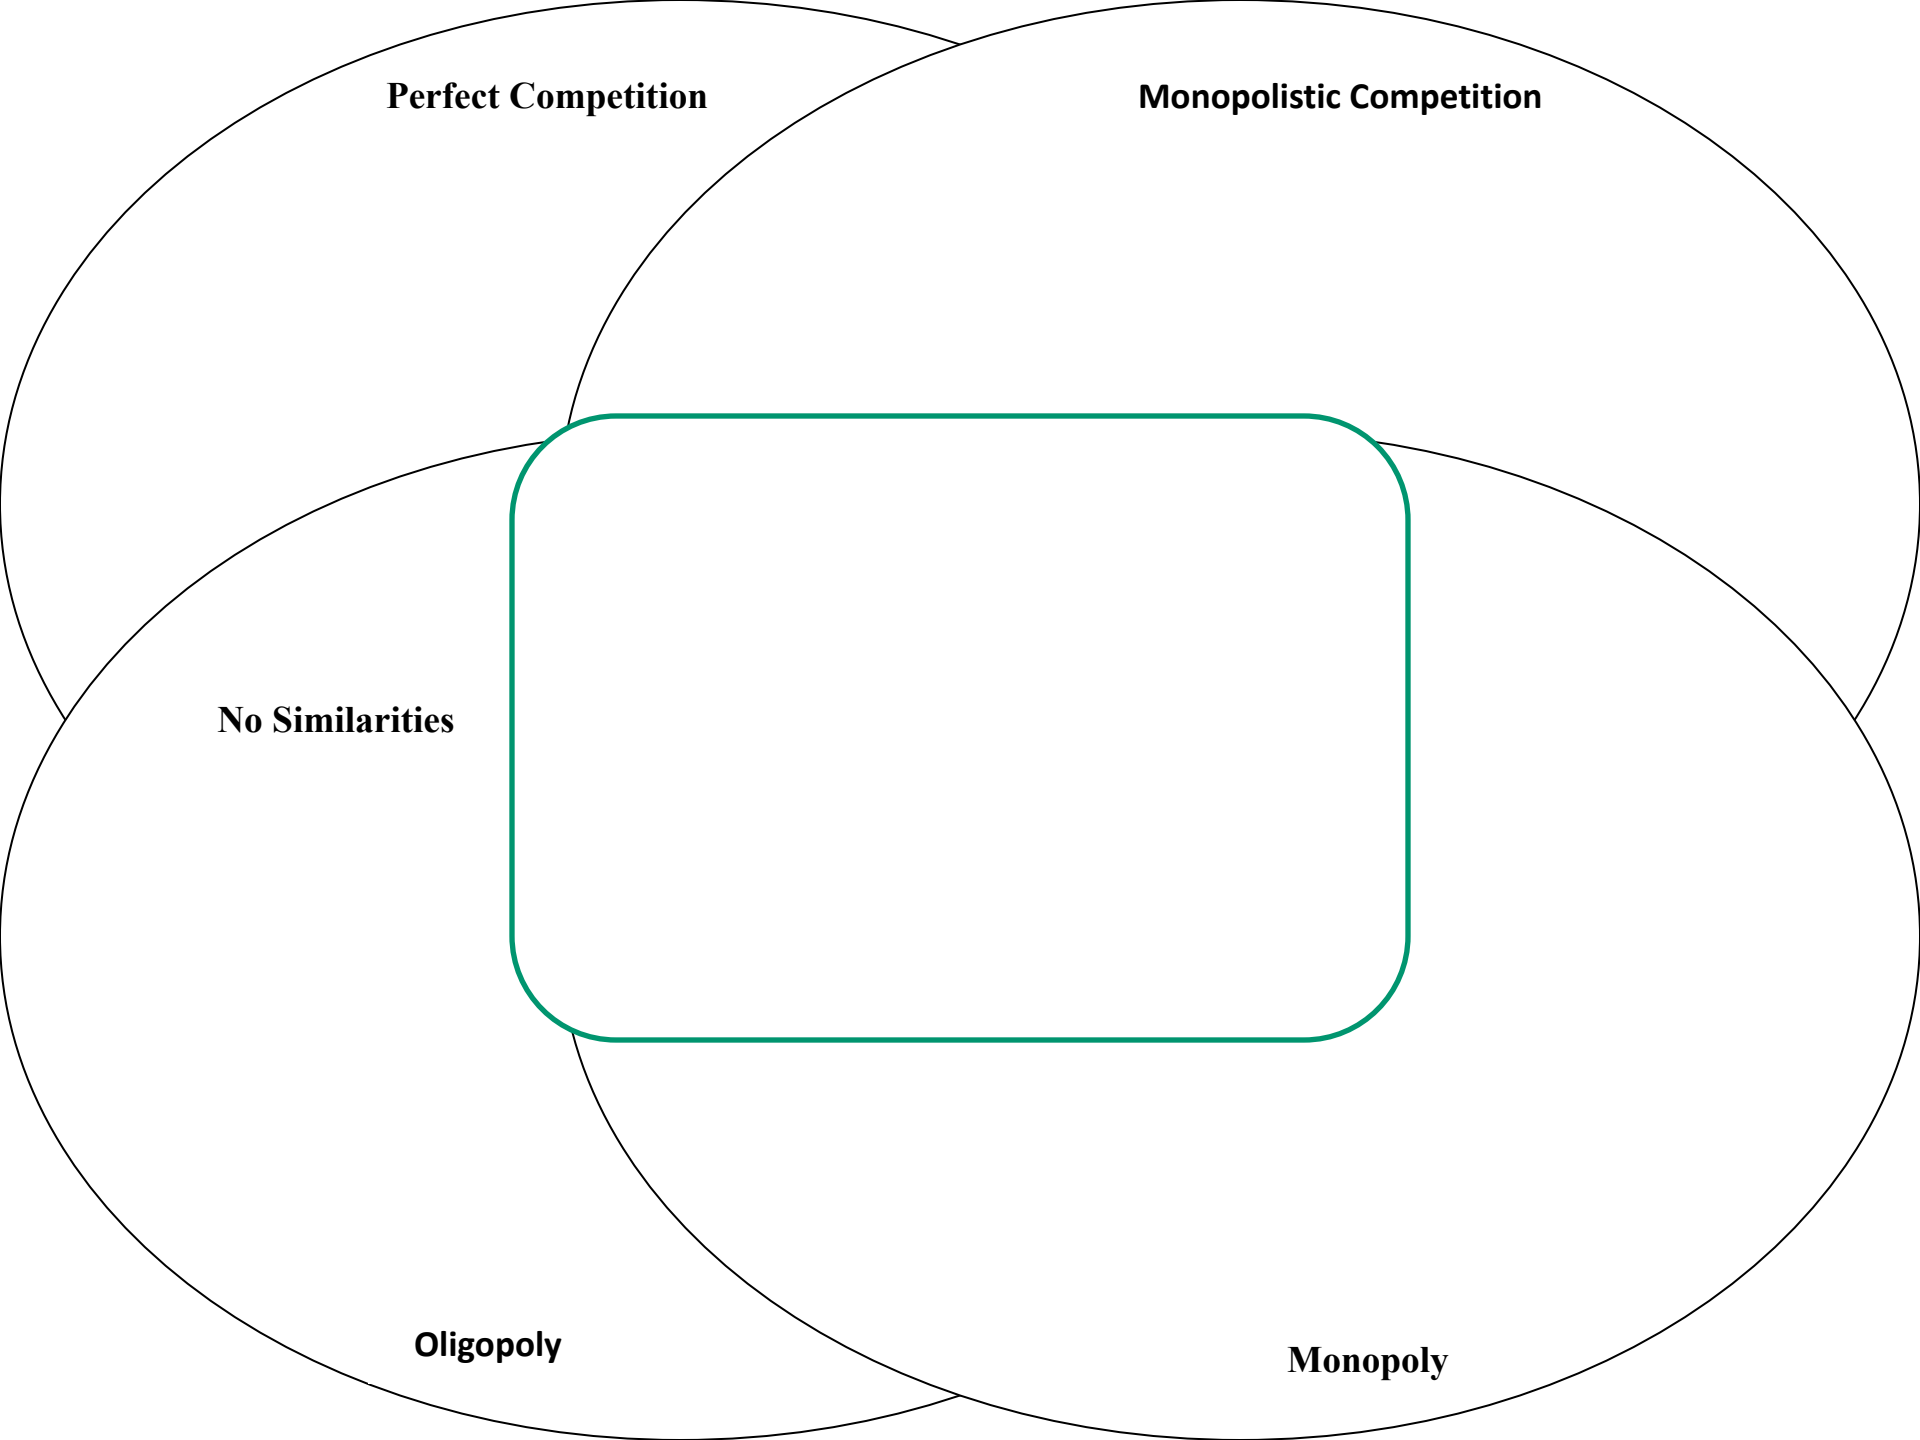 Perfect Competition
Monopolistic Competition
No Similarities
Oligopoly
Monopoly